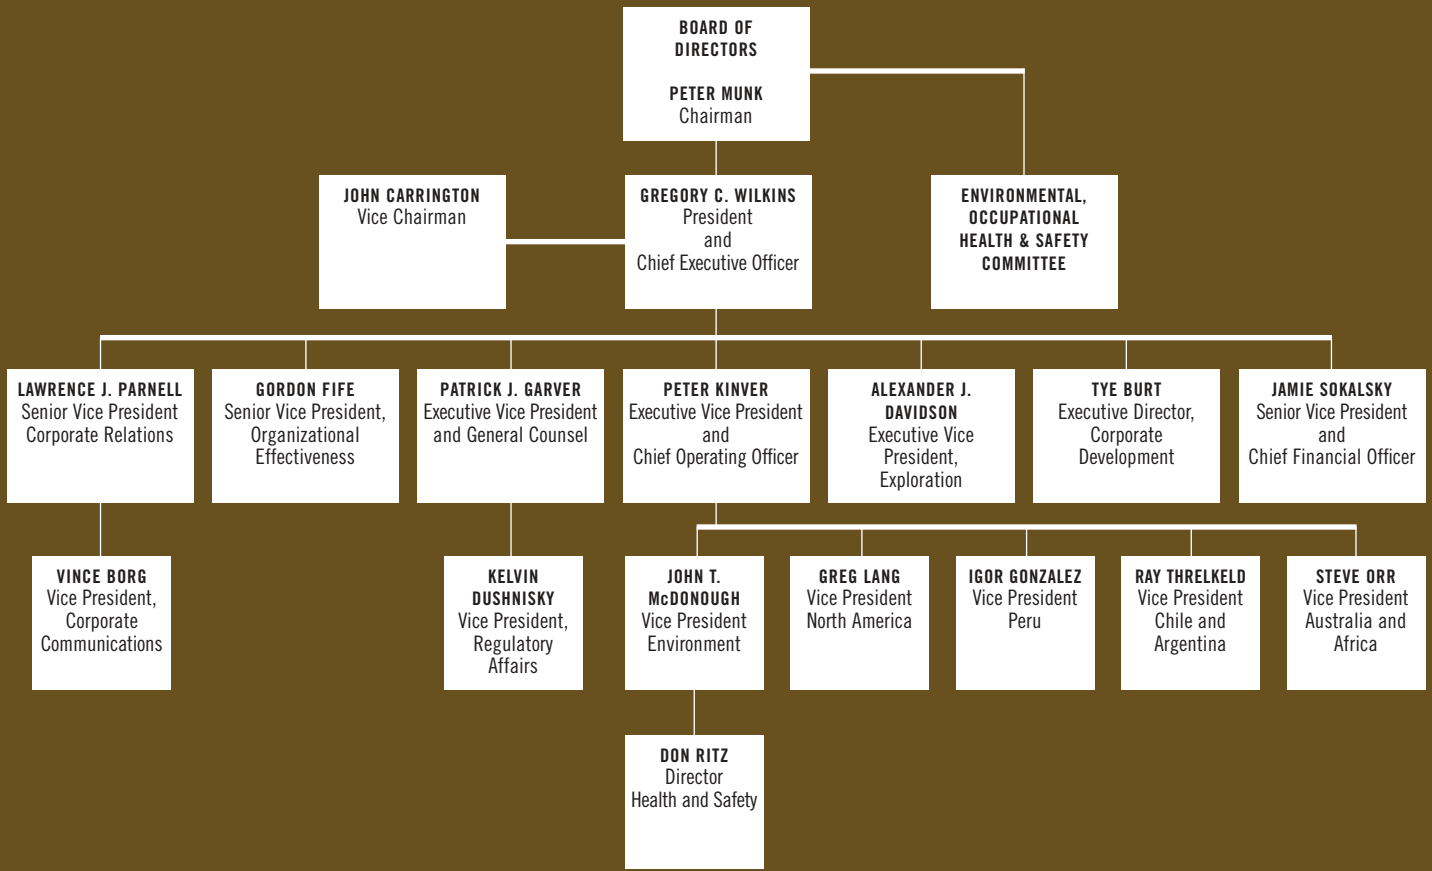 BOARD OF
DIRECTORS
PETER MUNK
Chairman
JOHN CARRINGTON
Vice Chairman
GREGORY C. WILKINS
President
and
Chief Executive Officer
ENVIRONMENTAL,
OCCUPATIONAL
HEALTH & SAFETY
COMMITTEE
LAWRENCE J. PARNELL
Senior Vice President
Corporate Relations
GORDON FIFE
Senior Vice President,
Organizational
Effectiveness
PATRICK J. GARVER
Executive Vice President
and General Counsel
PETER KINVER
Executive Vice President
and
Chief Operating Officer
ALEXANDER J.
DAVIDSON
Executive Vice
President,
Exploration
TYE BURT
Executive Director,
Corporate
Development
JAMIE SOKALSKY
Senior Vice President
and
Chief Financial Officer
VINCE BORG
Vice President,
Corporate
Communications
KELVIN
DUSHNISKY
Vice President,
Regulatory
Affairs
JOHN T.
McDONOUGH
Vice President
Environment
GREG LANG
Vice President
North America
IGOR GONZALEZ
Vice President
Peru
RAY THRELKELD
Vice President
Chile and
Argentina
STEVE ORR
Vice President
Australia and
Africa
DON RITZ
Director
Health and Safety